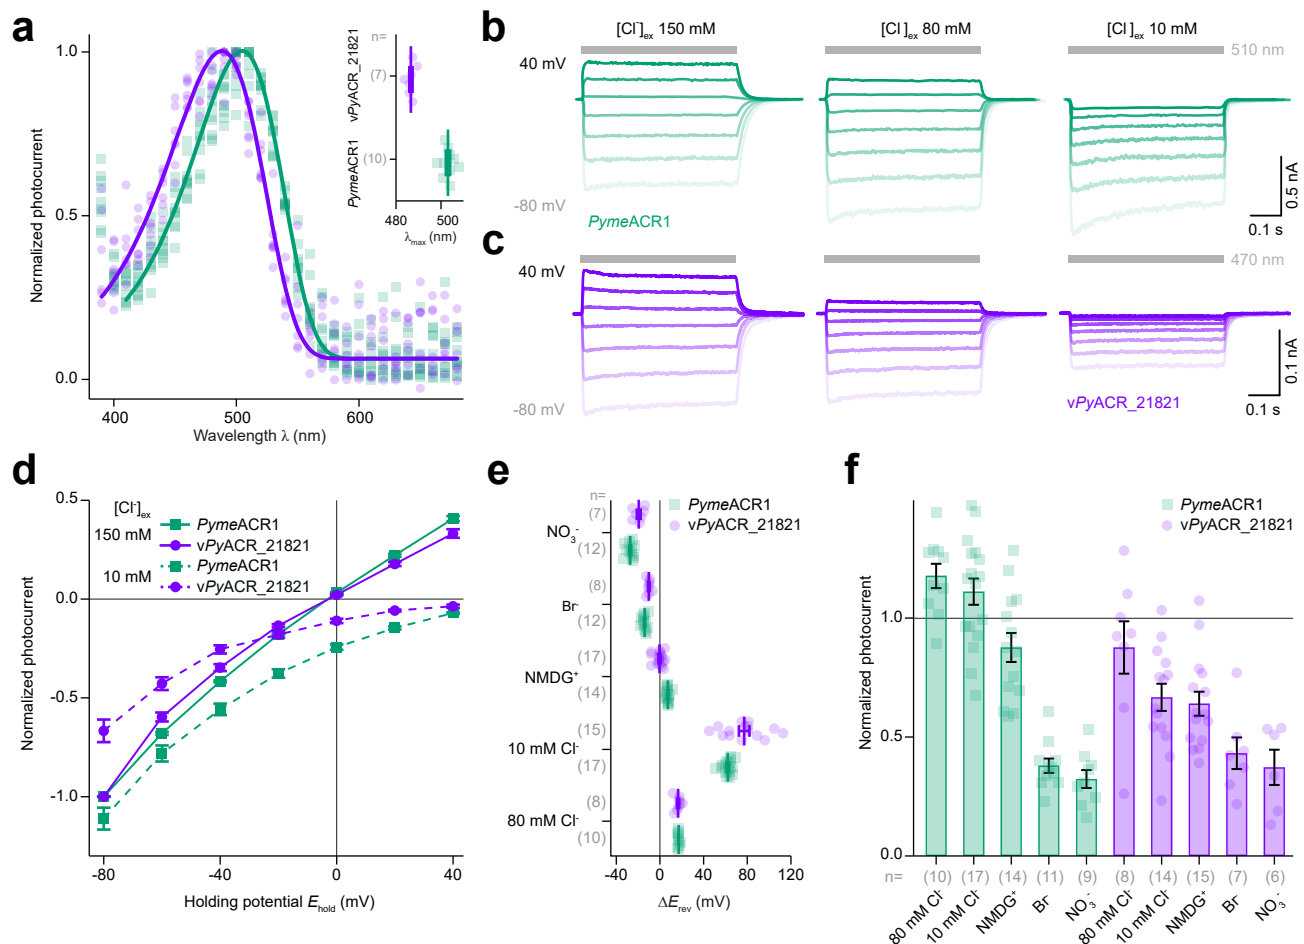 a
1.0
0.5
0.0
Normalized photocurrent
400
500
600
Wavelength λ (nm)
n=
(7)
(10)
vPyACR_21821
PymeACR1
480
500
λmax (nm)
b
[Cl-]ex 150 mM
[Cl ]ex 80 mM
[Cl ]ex 10 mM
510 nm
40 mV
-80 mV
PymeACR1
0.5 nA
0.1 s
c
470 nm
40 mV
-80 mV
vPyACR_21821
0.1 nA
0.1 s
d
[Cl-]ex
150 mM
PymeACR1
vPyACR_21821
10 mM
PymeACR1
vPyACR_21821
0.5
0.0
-0.5
-1.0
Normalized photocurrent
-80
-40
0
40
Holding potential Ehold (mV)
e
PymeACR1
vPyACR_21821
n=
(7)
NO3-
(12)
(8)
Br-
(12)
(17)
NMDG+
(14)
(15)
10 mM Cl-
(17)
(8)
80 mM Cl-
(10)
-40
0
40
80
120
ΔErev (mV)
f
PymeACR1
vPyACR_21821
1.0
0.5
0.0
Normalized photocurrent
n= (10) (17) (14) (11) (9) (8) (14) (15) (7) (6)
80 mM Cl- 10 mM Cl- NMDG+ Br- NO3- 80 mM Cl- 10 mM Cl- NMDG+ Br- NO3-